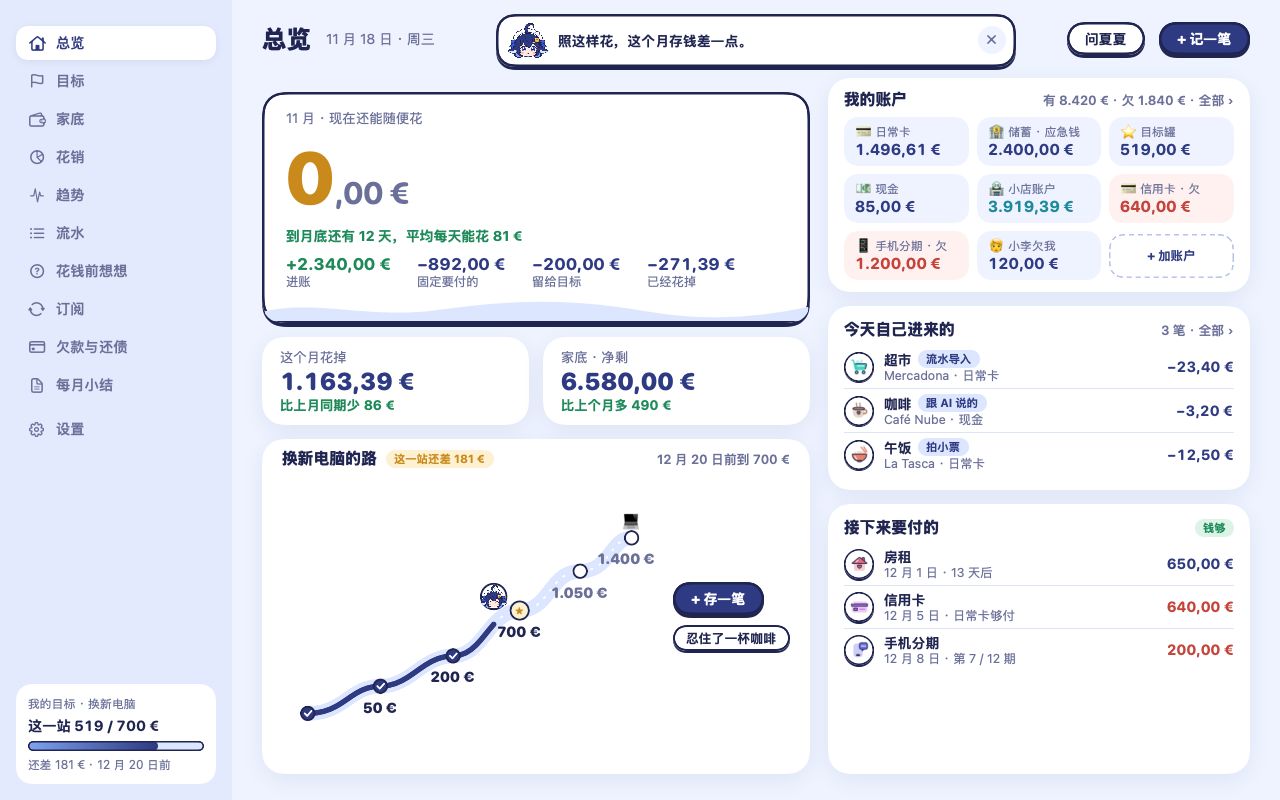 总览
目标
家底
花销
趋势
流水
花钱前想想
订阅
欠款与还债
每月小结
设置
我的目标 · 换新电脑
这一站 519 / 700 €
还差 181 € · 12 月 20 日前
总览 11 月 18 日 · 周三
照这样花，这个月存钱差一点。
×
问夏夏
+ 记一笔
11 月 · 现在还能随便花
0,00 €
到月底还有 12 天，平均每天能花 81 €
+2.340,00 € −892,00 € −200,00 € −271,39 €
进账 固定要付的 留给目标 已经花掉
这个月花掉
1.163,39 €
比上月同期少 86 €
家底 · 净剩
6.580,00 €
比上个月多 490 €
换新电脑的路 这一站还差 181 € 12 月 20 日前到 700 €
1.400 €
1.050 €
700 €
200 €
50 €
+ 存一笔
忍住了一杯咖啡
我的账户 有 8.420 € · 欠 1.840 € · 全部 ›
日常卡
1.496,61 €
储蓄 · 应急钱
2.400,00 €
目标罐
519,00 €
现金
85,00 €
小店账户
3.919,39 €
信用卡 · 欠
640,00 €
手机分期 · 欠
1.200,00 €
小李欠我
120,00 €
+ 加账户
今天自己进来的 3 笔 · 全部 ›
超市 流水导入
Mercadona · 日常卡
−23,40 €
咖啡 跟 AI 说的
Café Nube · 现金
−3,20 €
午饭 拍小票
La Tasca · 日常卡
−12,50 €
接下来要付的 钱够
房租
12 月 1 日 · 13 天后
650,00 €
信用卡
12 月 5 日 · 日常卡够付
640,00 €
手机分期
12 月 8 日 · 第 7 / 12 期
200,00 €